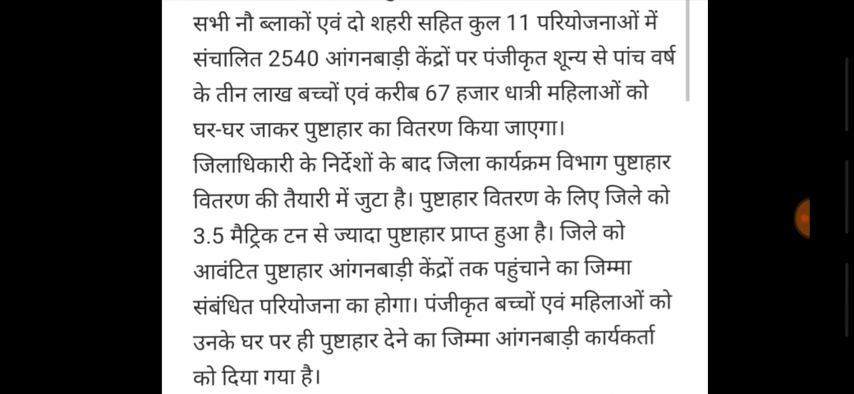 सभी नौ ब्लाकों एवं दो शहरी सहित कुल 11 परियोजनाओं में
संचालित 2540 आंगनबाड़ी केंद्रों पर पंजीकृत शून्य से पांच वर्ष
के तीन लाख बच्चों एवं करीब 67 हजार धात्री महिलाओं को
घर-घर जाकर पुष्टाहार का वितरण किया जाएगा।
जिलाधिकारी के निर्देशों के बाद जिला कार्यक्रम विभाग पुष्टाहार
वितरण की तैयारी में जुटा है। पुष्टाहार वितरण के लिए जिले को
3.5 मैट्रिक टन से ज्यादा पुष्टाहार प्राप्त हुआ है। जिले को
आवंटित पुष्टाहार आंगनबाड़ी केंद्रों तक पहुंचाने का जिम्मा
संबंधित परियोजना का होगा। पंजीकृत बच्चों एवं महिलाओं को
उनके घर पर ही पुष्टाहार देने का जिम्मा आंगनबाड़ी कार्यकर्ता
को दिया गया है।